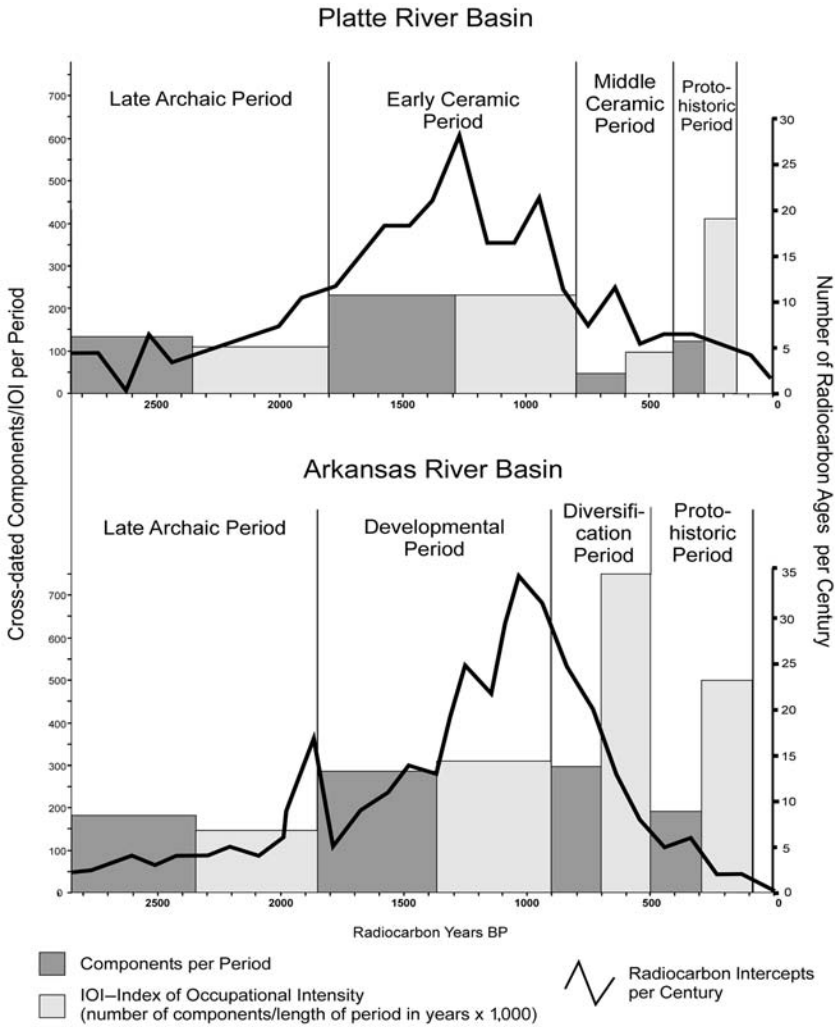 Platte River Basin
Late Archaic Period
Early Ceramic
Period
Middle
Ceramic
Period
Proto-
historic
Period
700
600
500
400
300
200
100
0
30
25
20
15
10
5
0
2500
2000
1500
1000
500
0
Cross-dated Components/IOI per Period
Number of Radiocarbon Ages per Century
Arkansas River Basin
Late Archaic Period
Developmental
Period
Diversifi-
cation
Period
Proto-
historic
Period
700
600
500
400
300
200
100
0
35
30
25
20
15
10
5
0
2500
2000
1500
1000
500
0
Radiocarbon Years BP
Components per Period
IOI–Index of Occupational Intensity
(number of components/length of period in years x 1,000)
Radiocarbon Intercepts
per Century